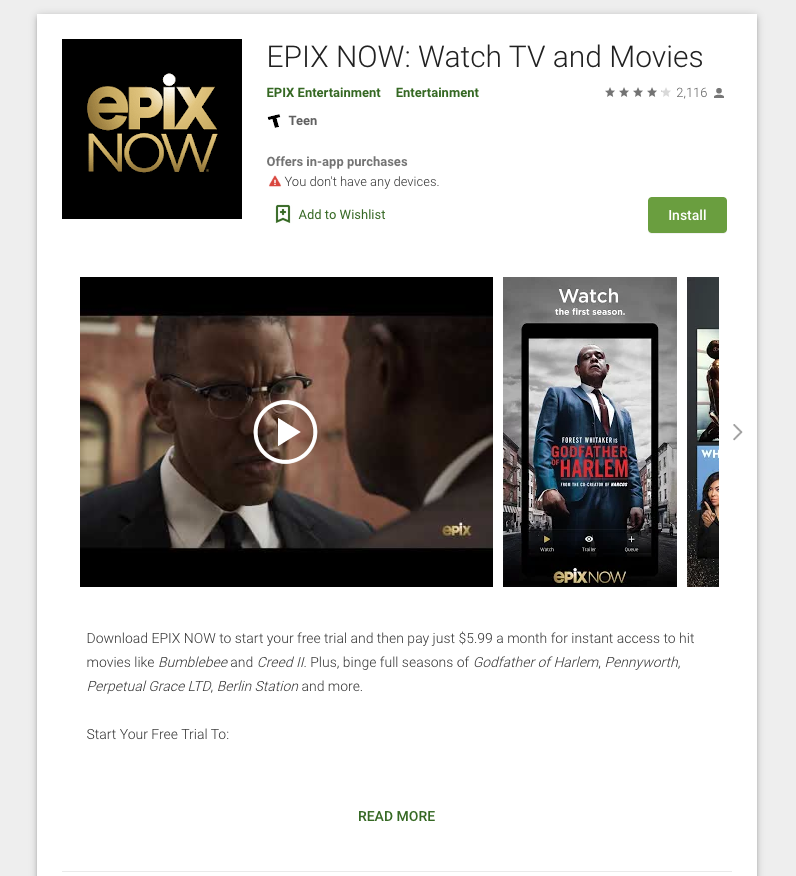 epix
NOW
EPIX NOW: Watch TV and Movies
EPIX Entertainment Entertainment
2,116
Teen
Offers in-app purchases
You don't have any devices.
Add to Wishlist
Install
epix
Watch
the first season.
FOREST WHITAKER IS
GODFATHER
OF HARLEM
FROM THE CO-CREATOR OF NARCOS
Watch Trailer Queue
epix NOW
WH
Download EPIX NOW to start your free trial and then pay just $5.99 a month for instant access to hit
movies like Bumblebee and Creed II. Plus, binge full seasons of Godfather of Harlem, Pennyworth,
Perpetual Grace LTD, Berlin Station and more.
Start Your Free Trial To:
READ MORE